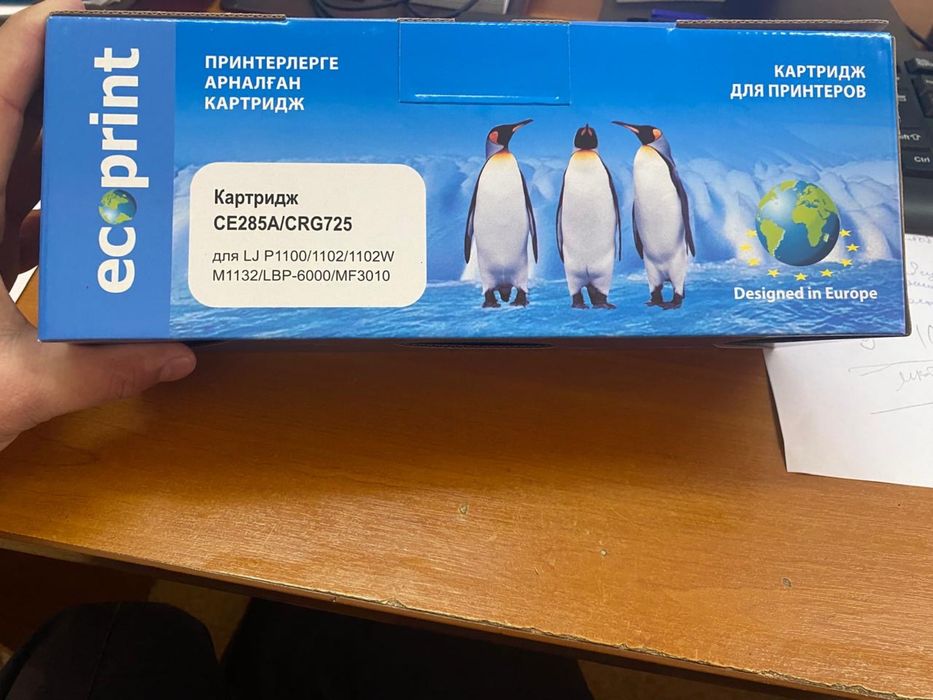 ecoprint
ПРИНТЕРЛЕРГЕ
АРНАЛҒАН
КАРТРИДЖ
КАРТРИДЖ
ДЛЯ ПРИНТЕРОВ
Картридж
CE285A/CRG725
для LJ P1100/1102/1102W
M1132/LBP-6000/MF3010
Designed in Europe
Ctrl